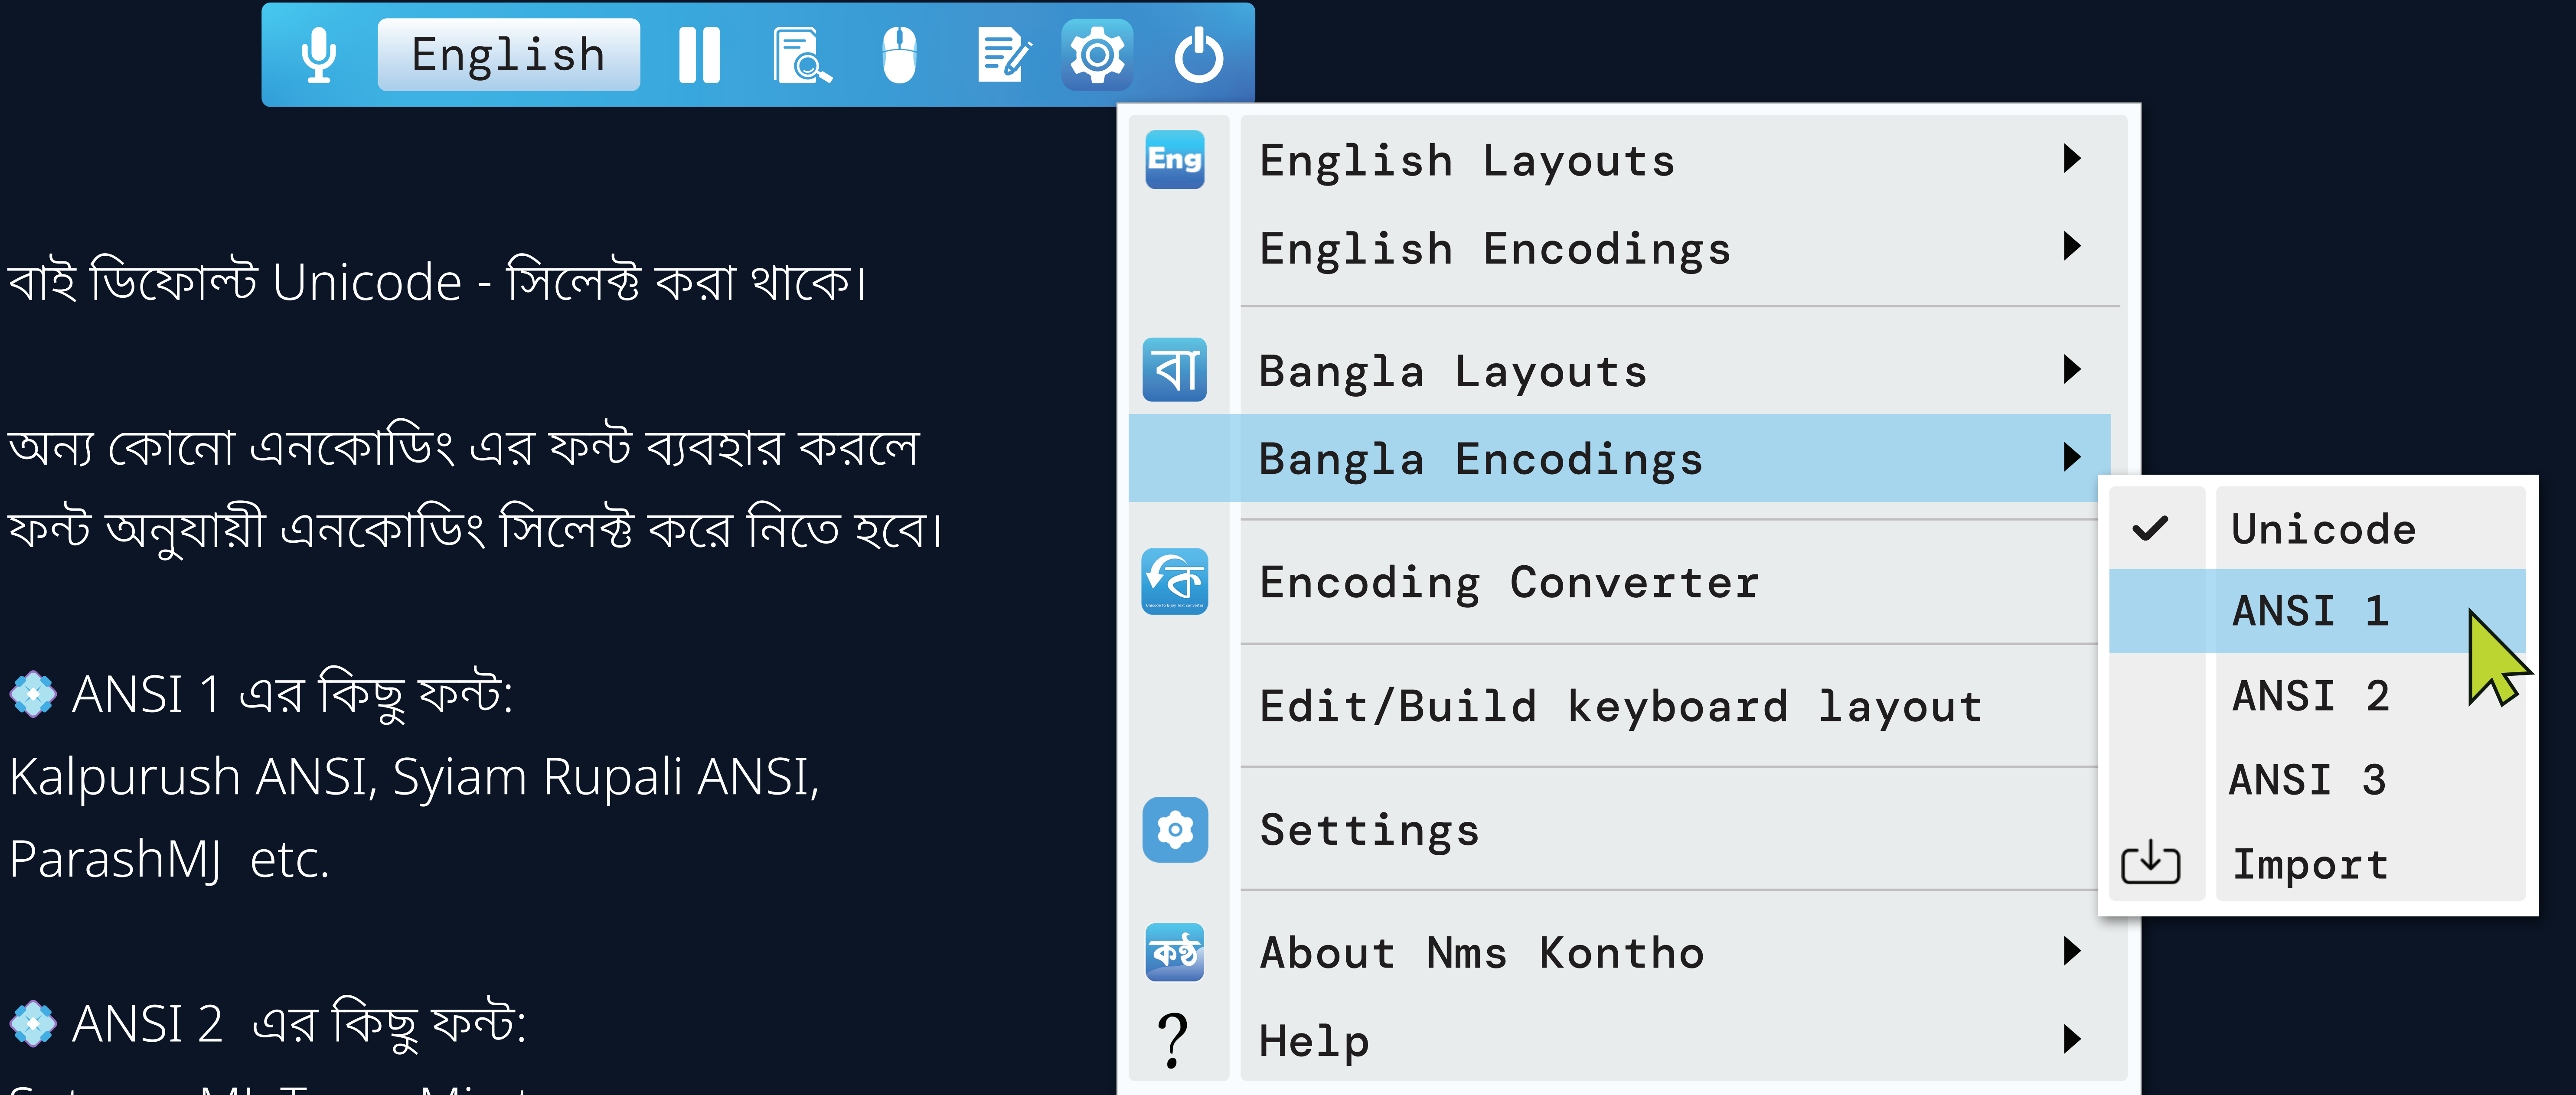 English
বাই ডিফোল্ট Unicode - সিলেক্ট করা থাকে।
অন্য কোনো এনকোডিং এর ফন্ট ব্যবহার করলে
ফন্ট অনুযায়ী এনকোডিং সিলেক্ট করে নিতে হবে।
ANSI 1 এর কিছু ফন্ট:
Kalpurush ANSI, Syiam Rupali ANSI,
ParashMJ etc.
ANSI 2 এর কিছু ফন্ট:
Eng English Layouts
English Encodings
বা Bangla Layouts
Bangla Encodings
কি Encoding Converter
Edit/Build keyboard layout
Settings
কণ্ঠ About Nms Kontho
? Help
Unicode
ANSI 1
ANSI 2
ANSI 3
Import